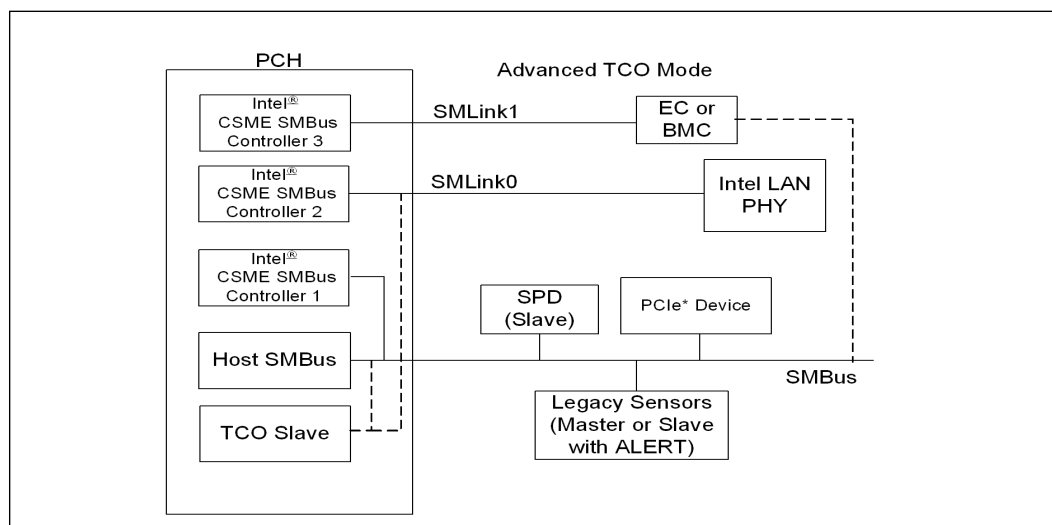 PCH
Advanced TCO Mode
Intel®
CSME SMBus
Controller 3
SMLink1
EC or
BMC
Intel®
CSME SMBus
Controller 2
SMLink0
Intel LAN
PHY
Intel®
CSME SMBus
Controller 1
SPD
(Slave)
PCIe* Device
Host SMBus
SMBus
TCO Slave
Legacy Sensors
(Master or Slave
with ALERT)